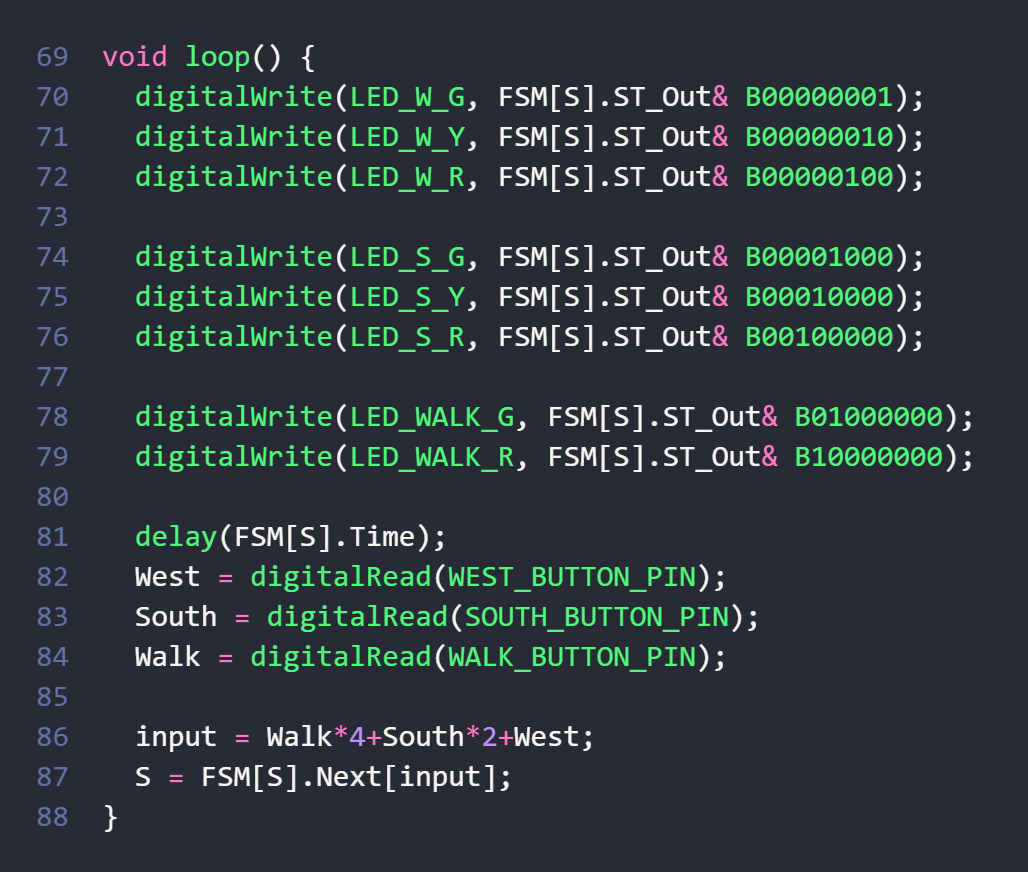 69 void loop() {
70   digitalWrite(LED_W_G, FSM[S].ST_Out& B00000001);
71   digitalWrite(LED_W_Y, FSM[S].ST_Out& B00000010);
72   digitalWrite(LED_W_R, FSM[S].ST_Out& B00000100);
73
74   digitalWrite(LED_S_G, FSM[S].ST_Out& B00001000);
75   digitalWrite(LED_S_Y, FSM[S].ST_Out& B00010000);
76   digitalWrite(LED_S_R, FSM[S].ST_Out& B00100000);
77
78   digitalWrite(LED_WALK_G, FSM[S].ST_Out& B01000000);
79   digitalWrite(LED_WALK_R, FSM[S].ST_Out& B10000000);
80
81   delay(FSM[S].Time);
82   West = digitalRead(WEST_BUTTON_PIN);
83   South = digitalRead(SOUTH_BUTTON_PIN);
84   Walk = digitalRead(WALK_BUTTON_PIN);
85
86   input = Walk*4+South*2+West;
87   S = FSM[S].Next[input];
88 }